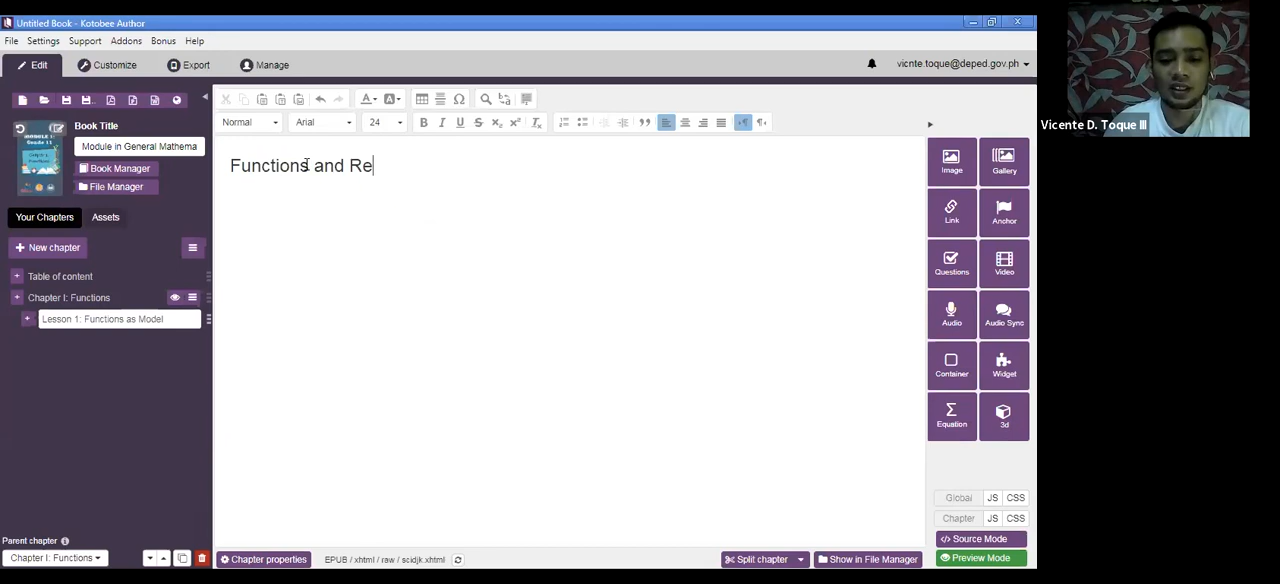 Untitled Book - Kotobee Author
File Settings Support Addons Bonus Help
Edit Customize Export Manage
vicnte.toque@deped.gov.ph
Book Title
Module in General Mathema
Book Manager
File Manager
Your Chapters Assets
New chapter
Table of content
Chapter I: Functions
Lesson 1: Functions as Model
Parent chapter
Chapter I: Functions
Normal Arial 24
Functions and Re
Image Gallery
Link Anchor
Questions Video
Audio Audio Sync
Container Widget
Equation 3d
Global JS CSS
Chapter JS CSS
Source Mode
Preview Mode
Chapter properties EPUB / xhtml / raw / scidjk.xhtml Split chapter Show in File Manager
Vicente D. Toque III